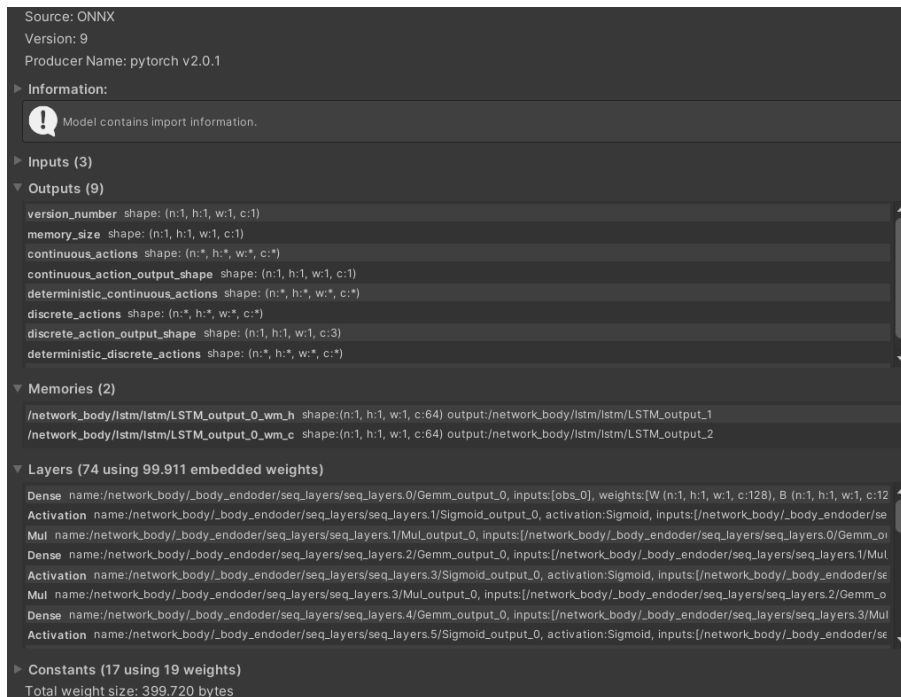 Source: ONNX
Version: 9
Producer Name: pytorch v2.0.1
Information:
Model contains import information.
Inputs (3)
Outputs (9)
version_number shape: (n:1, h:1, w:1, c:1)
memory_size shape: (n:1, h:1, w:1, c:1)
continuous_actions shape: (n:*, h:*, w:*, c:*)
continuous_action_output_shape shape: (n:1, h:1, w:1, c:1)
deterministic_continuous_actions shape: (n:*, h:*, w:*, c:*)
discrete_actions shape: (n:*, h:*, w:*, c:*)
discrete_action_output_shape shape: (n:1, h:1, w:1, c:3)
deterministic_discrete_actions shape: (n:*, h:*, w:*, c:*)
Memories (2)
/network_body/lstm/lstm/LSTM_output_0_wm_h shape:(n:1, h:1, w:1, c:64) output:/network_body/lstm/lstm/LSTM_output_1
/network_body/lstm/lstm/LSTM_output_0_wm_c shape:(n:1, h:1, w:1, c:64) output:/network_body/lstm/lstm/LSTM_output_2
Layers (74 using 99.911 embedded weights)
Dense name:/network_body/_body_endoder/seq_layers/seq_layers.0/Gemm_output_0, inputs:[obs_0], weights:[W (n:1, h:1, w:1, c:128), B (n:1, h:1, w:1, c:12
Activation name:/network_body/_body_endoder/seq_layers/seq_layers.1/Sigmoid_output_0, activation:Sigmoid, inputs:[/network_body/_body_endoder/se
Mul name:/network_body/_body_endoder/seq_layers/seq_layers.1/Mul_output_0, inputs:[/network_body/_body_endoder/seq_layers/seq_layers.0/Gemm_ou
Dense name:/network_body/_body_endoder/seq_layers/seq_layers.2/Gemm_output_0, inputs:[/network_body/_body_endoder/seq_layers/seq_layers.1/Mul_
Activation name:/network_body/_body_endoder/seq_layers/seq_layers.3/Sigmoid_output_0, activation:Sigmoid, inputs:[/network_body/_body_endoder/se
Mul name:/network_body/_body_endoder/seq_layers/seq_layers.3/Mul_output_0, inputs:[/network_body/_body_endoder/seq_layers/seq_layers.2/Gemm_o
Dense name:/network_body/_body_endoder/seq_layers/seq_layers.4/Gemm_output_0, inputs:[/network_body/_body_endoder/seq_layers/seq_layers.3/Mul
Activation name:/network_body/_body_endoder/seq_layers/seq_layers.5/Sigmoid_output_0, activation:Sigmoid, inputs:[/network_body/_body_endoder/se
Constants (17 using 19 weights)
Total weight size: 399.720 bytes